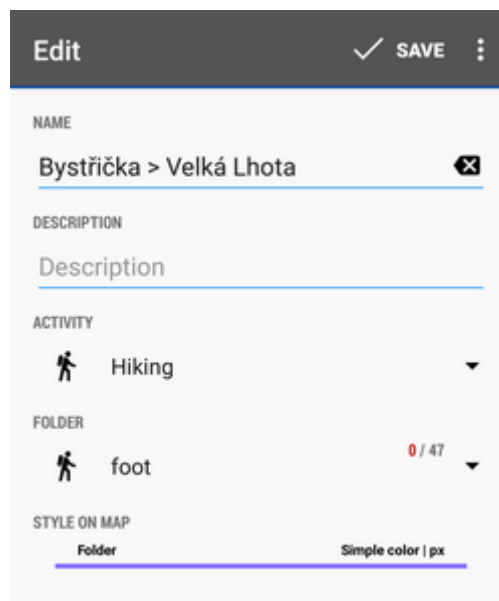 Edit SAVE
NAME
Bystřička > Velká Lhota
DESCRIPTION
Description
ACTIVITY
Hiking
FOLDER
foot 0 / 47
STYLE ON MAP
Folder Simple color | px